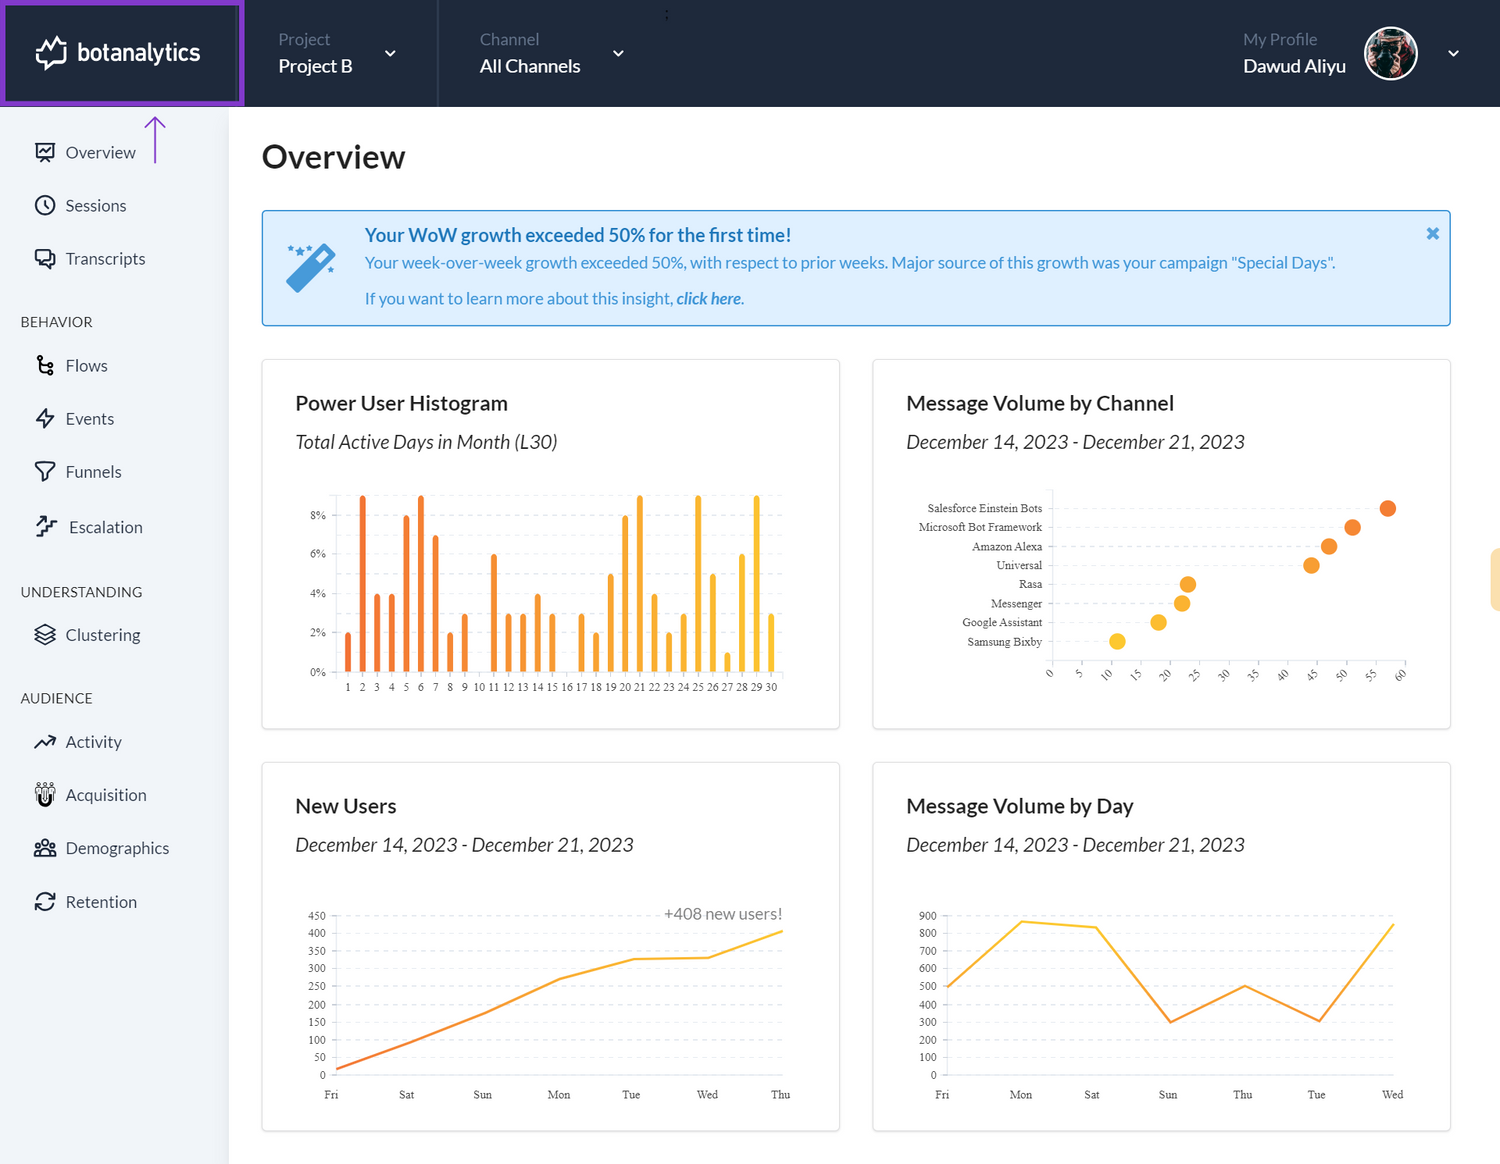 botanalytics
Project
Project B
Channel
All Channels
;
My Profile
Dawud Aliyu
Overview
Sessions
Transcripts
BEHAVIOR
Flows
Events
Funnels
Escalation
UNDERSTANDING
Clustering
AUDIENCE
Activity
Acquisition
Demographics
Retention
Overview
Your WoW growth exceeded 50% for the first time!
Your week-over-week growth exceeded 50%, with respect to prior weeks. Major source of this growth was your campaign "Special Days".
If you want to learn more about this insight, click here.
Power User Histogram
Total Active Days in Month (L30)
8%
6%
4%
2%
0%
1 2 3 4 5 6 7 8 9 10 11 12 13 14 15 16 17 18 19 20 21 22 23 24 25 26 27 28 29 30
Message Volume by Channel
December 14, 2023 - December 21, 2023
Salesforce Einstein Bots
Microsoft Bot Framework
Amazon Alexa
Universal
Rasa
Messenger
Google Assistant
Samsung Bixby
0 5 10 15 20 25 30 35 40 45 50 55 60
New Users
December 14, 2023 - December 21, 2023
+408 new users!
450
400
350
300
250
200
150
100
50
0
Fri Sat Sun Mon Tue Wed Thu
Message Volume by Day
December 14, 2023 - December 21, 2023
900
800
700
600
500
400
300
200
100
0
Fri Mon Sat Sun Thu Tue Wed